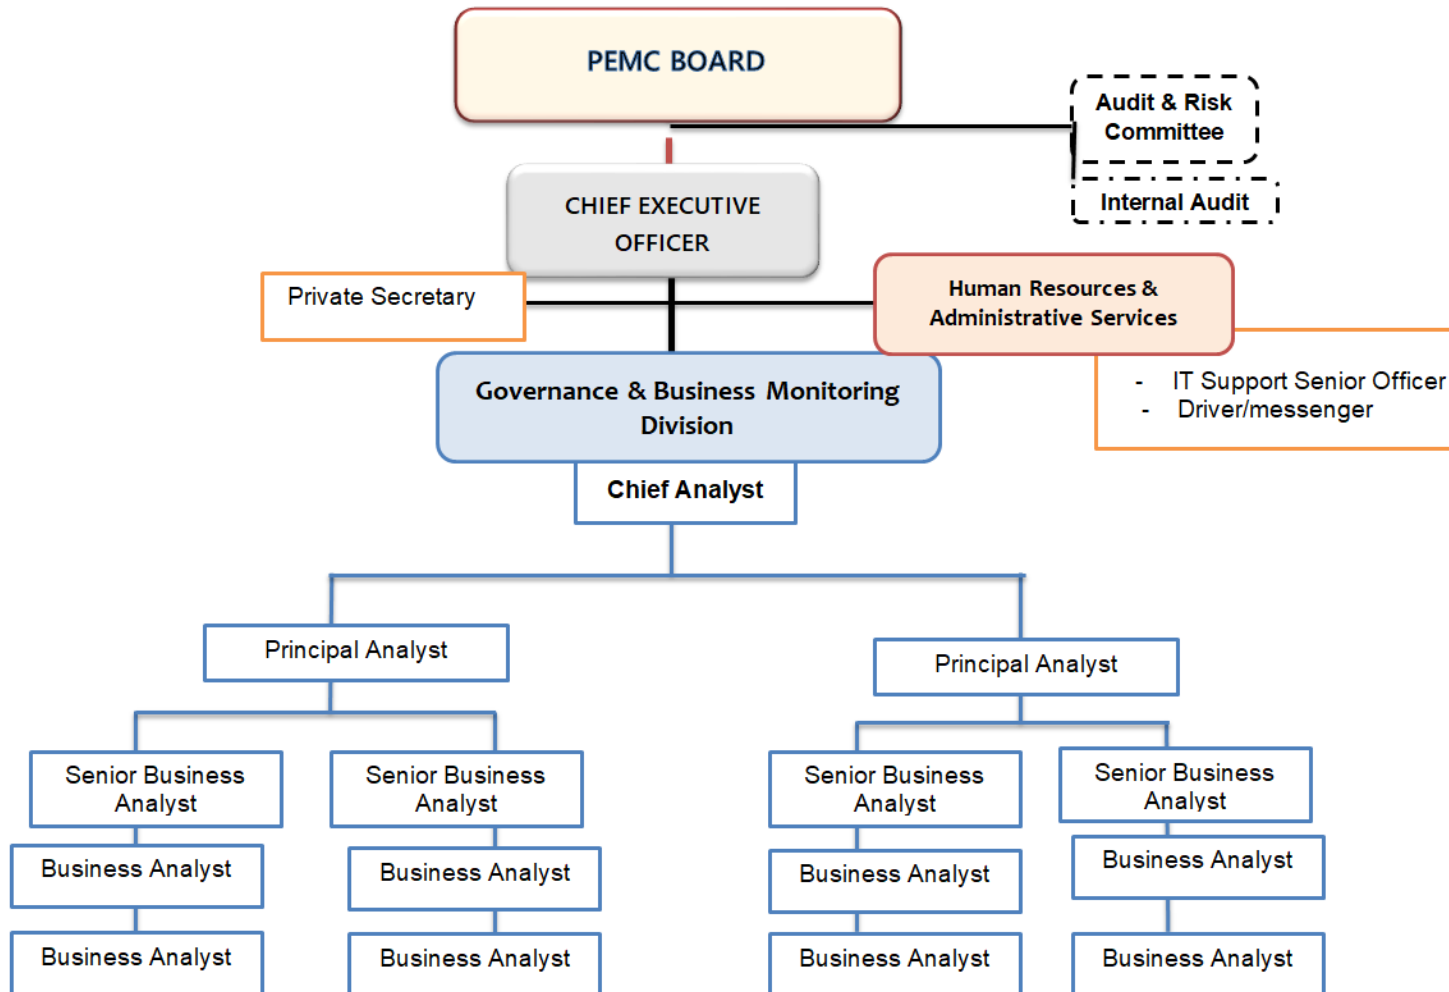 PEMC BOARD
Audit & Risk
Committee
Internal Audit
CHIEF EXECUTIVE
OFFICER
Private Secretary
Human Resources &
Administrative Services
- IT Support Senior Officer
- Driver/messenger
Governance & Business Monitoring
Division
Chief Analyst
Principal Analyst
Principal Analyst
Senior Business
Analyst
Senior Business
Analyst
Senior Business
Analyst
Senior Business
Analyst
Business Analyst
Business Analyst
Business Analyst
Business Analyst
Business Analyst
Business Analyst
Business Analyst
Business Analyst